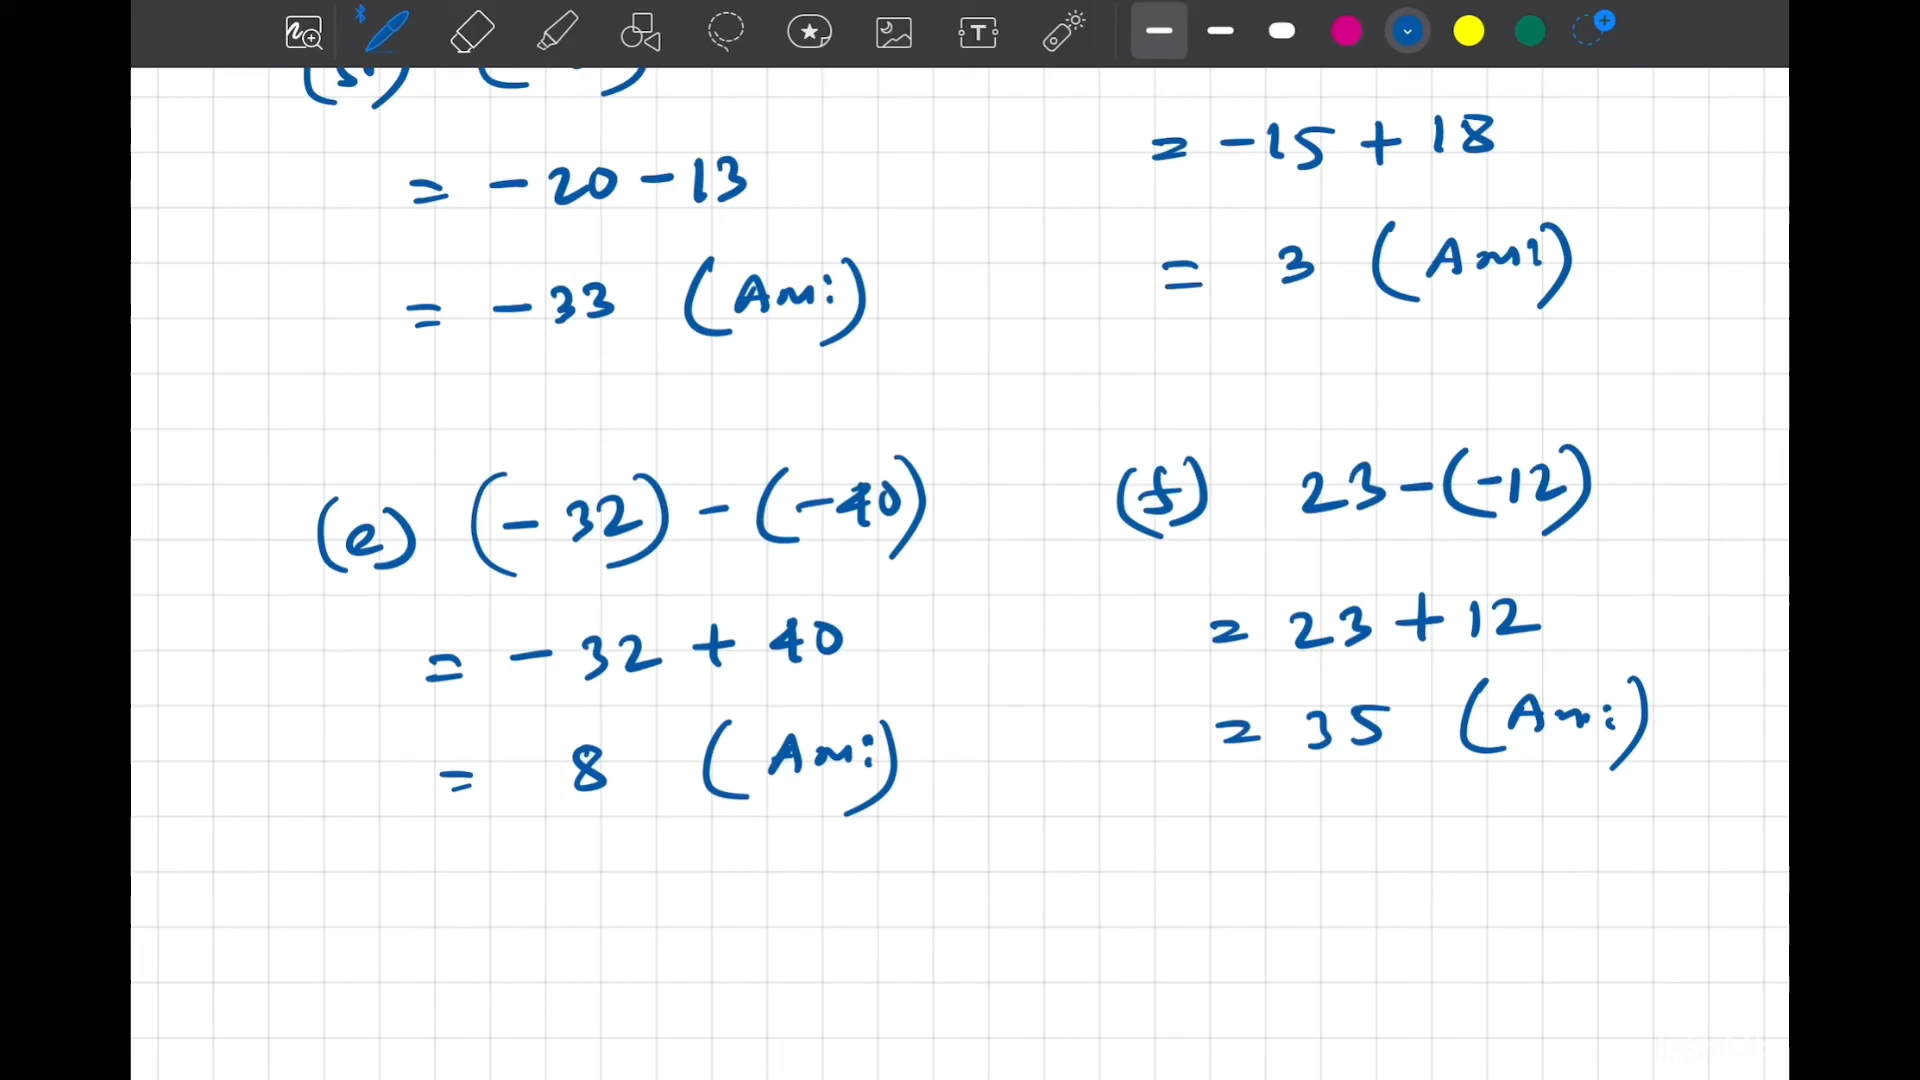 = -20 - 13
= -33 (Ans:)
= -15 + 18
= 3 (Ans)
(e) (-32) - (-40)
= -32 + 40
= 8 (Ans:)
(f) 23 - (-12)
= 23 + 12
= 35 (Ans:)